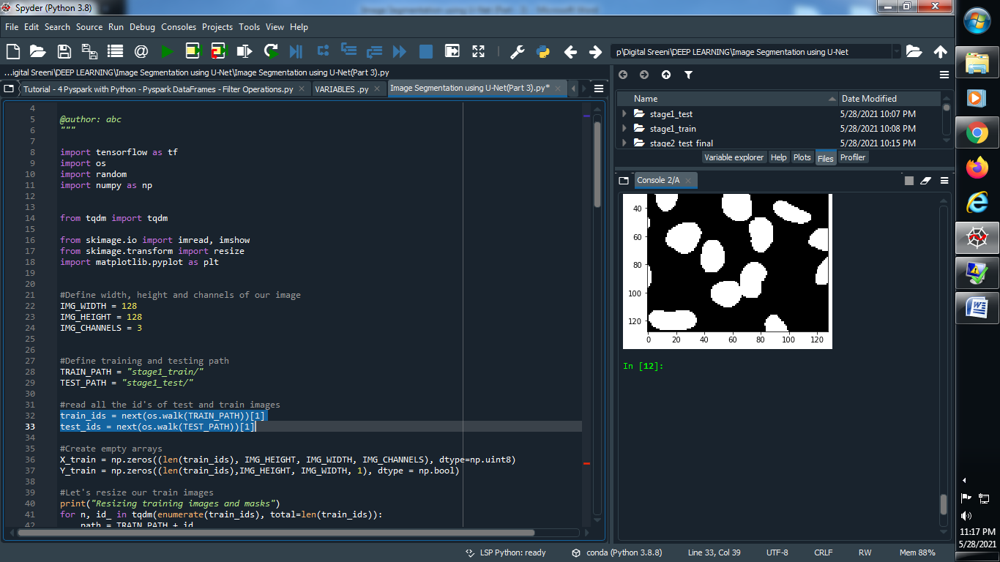 Spyder (Python 3.8)
File Edit Search Source Run Debug Consoles Projects Tools View Help
p\Digital Sreeni\DEEP LEARNING\Image Segmentation using U-Net
...igital Sreeni\DEEP LEARNING\Image Segmentation using U-Net\Image Segmentation using U-Net(Part 3).py
Tutorial - 4 Pyspark with Python - Pyspark DataFrames - Filter Operations.py VARIABLES .py Image Segmentation using U-Net(Part 3).py*
4
5 @author: abc
6 """
7
8 import tensorflow as tf
9 import os
10 import random
11 import numpy as np
12
13
14 from tqdm import tqdm
15
16 from skimage.io import imread, imshow
17 from skimage.transform import resize
18 import matplotlib.pyplot as plt
19
20
21 #Define width, height and channels of our image
22 IMG_WIDTH = 128
23 IMG_HEIGHT = 128
24 IMG_CHANNELS = 3
25
26
27 #Define training and testing path
28 TRAIN_PATH = "stage1_train/"
29 TEST_PATH = "stage1_test/"
30
31 #read all the id's of test and train images
32 train_ids = next(os.walk(TRAIN_PATH))[1]
33 test_ids = next(os.walk(TEST_PATH))[1]
34
35 #Create empty arrays
36 X_train = np.zeros((len(train_ids), IMG_HEIGHT, IMG_WIDTH, IMG_CHANNELS), dtype=np.uint8)
37 Y_train = np.zeros((len(train_ids),IMG_HEIGHT, IMG_WIDTH, 1), dtype = np.bool)
38
39 #Let's resize our train images
40 print("Resizing training images and masks")
41 for n, id_ in tqdm(enumerate(train_ids), total=len(train_ids)):
42 path = TRAIN_PATH + id_
Name Date Modified
stage1_test 5/28/2021 10:07 PM
stage1_train 5/28/2021 10:08 PM
stage2_test_final 5/28/2021 10:15 PM
Variable explorer Help Plots Files Profiler
Console 2/A
40
60
80
100
120
0 20 40 60 80 100 120
In [12]:
LSP Python: ready conda (Python 3.8.8) Line 33, Col 39 UTF-8 CRLF RW Mem 88%
11:17 PM
5/28/2021